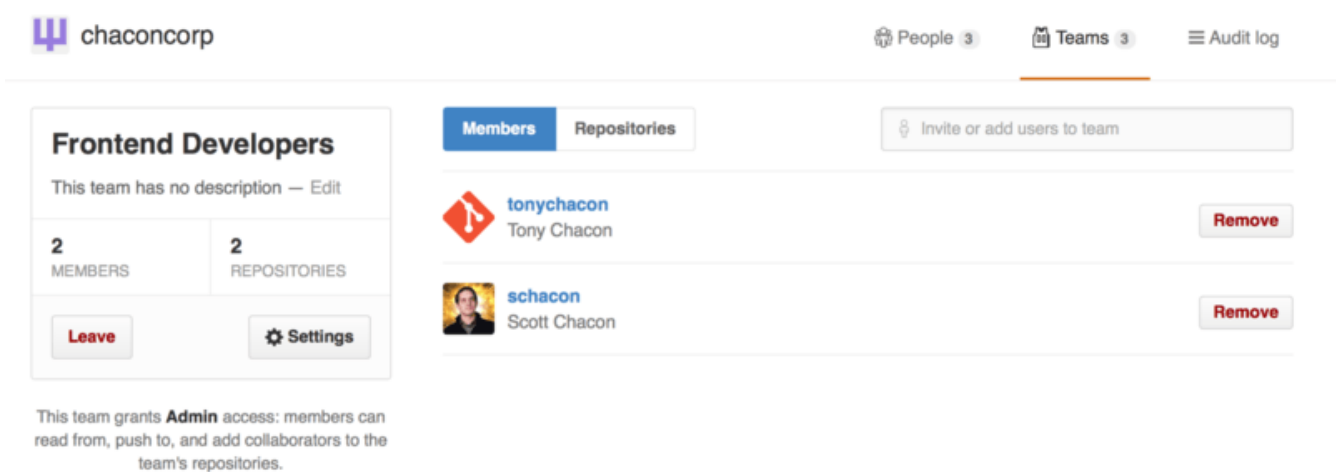 chaconcorp
People 3
Teams 3
Audit log
Frontend Developers
This team has no description — Edit
2
MEMBERS
2
REPOSITORIES
Leave
Settings
This team grants Admin access: members can
read from, push to, and add collaborators to the
team's repositories.
Members
Repositories
Invite or add users to team
tonychacon
Tony Chacon
Remove
schacon
Scott Chacon
Remove